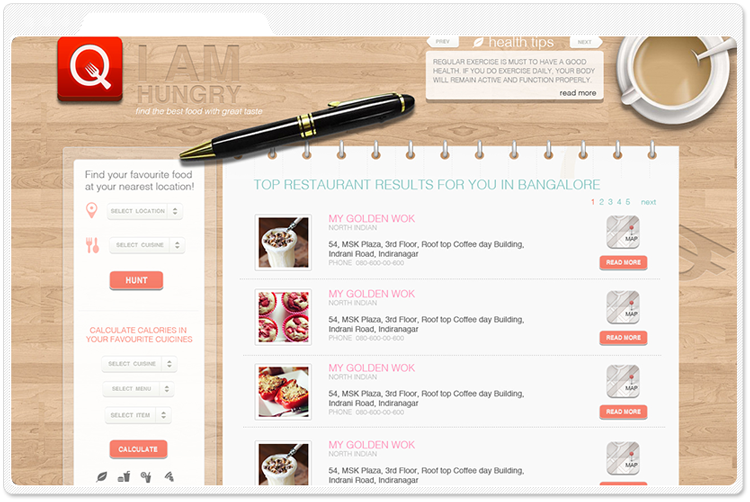 I AM
HUNGRY
find the best food with great taste
PREV
health tips
NEXT
REGULAR EXERCISE IS MUST TO HAVE A GOOD
HEALTH. IF YOU DO EXERCISE DAILY, YOUR BODY
WILL REMAIN ACTIVE AND FUNCTION PROPERLY.
read more
Find your favourite food
at your nearest location!
SELECT LOCATION
SELECT CUISINE
HUNT
CALCULATE CALORIES IN
YOUR FAVOURITE CUICINES
SELECT CUISINE
SELECT MENU
SELECT ITEM
CALCULATE
TOP RESTAURANT RESULTS FOR YOU IN BANGALORE
1 2 3 4 5 next
MY GOLDEN WOK
NORTH INDIAN
54, MSK Plaza, 3rd Floor, Roof top Coffee day Building,
Indrani Road, Indiranagar
PHONE 080-600-00-600
MAP
READ MORE
MY GOLDEN WOK
NORTH INDIAN
54, MSK Plaza, 3rd Floor, Roof top Coffee day Building,
Indrani Road, Indiranagar
PHONE 080-600-00-600
MAP
READ MORE
MY GOLDEN WOK
NORTH INDIAN
54, MSK Plaza, 3rd Floor, Roof top Coffee day Building,
Indrani Road, Indiranagar
PHONE 080-600-00-600
MAP
READ MORE
MY GOLDEN WOK
NORTH INDIAN
54, MSK Plaza, 3rd Floor, Roof top Coffee day Building,
Indrani Road, Indiranagar
MAP